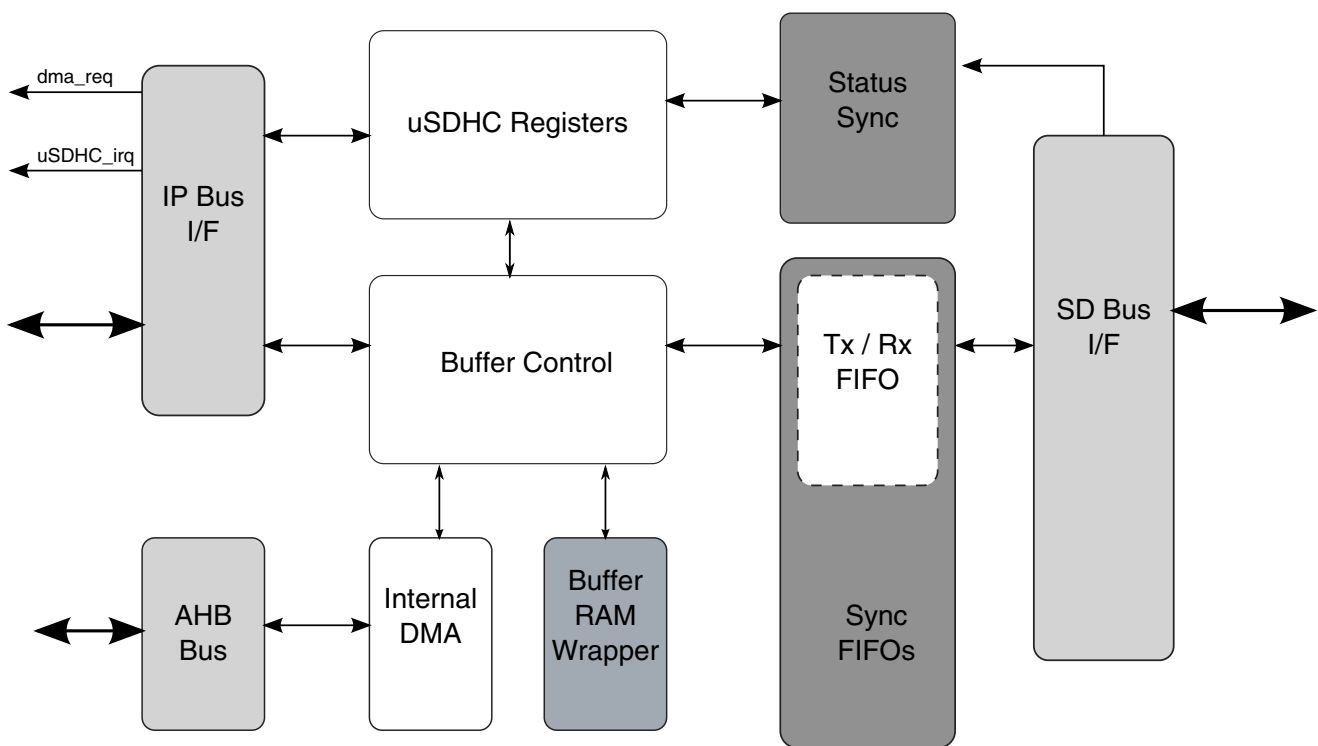 dma_req
uSDHC_irq
IP Bus
I/F
uSDHC Registers
Status
Sync
Buffer Control
Tx / Rx
FIFO
SD Bus
I/F
AHB
Bus
Internal
DMA
Buffer
RAM
Wrapper
Sync
FIFOs